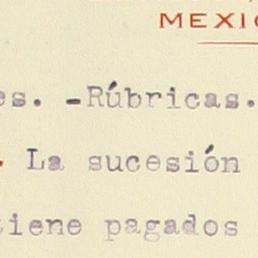 MEXIC
es. -Rúbricas.
. La sucesión
tiene pagados